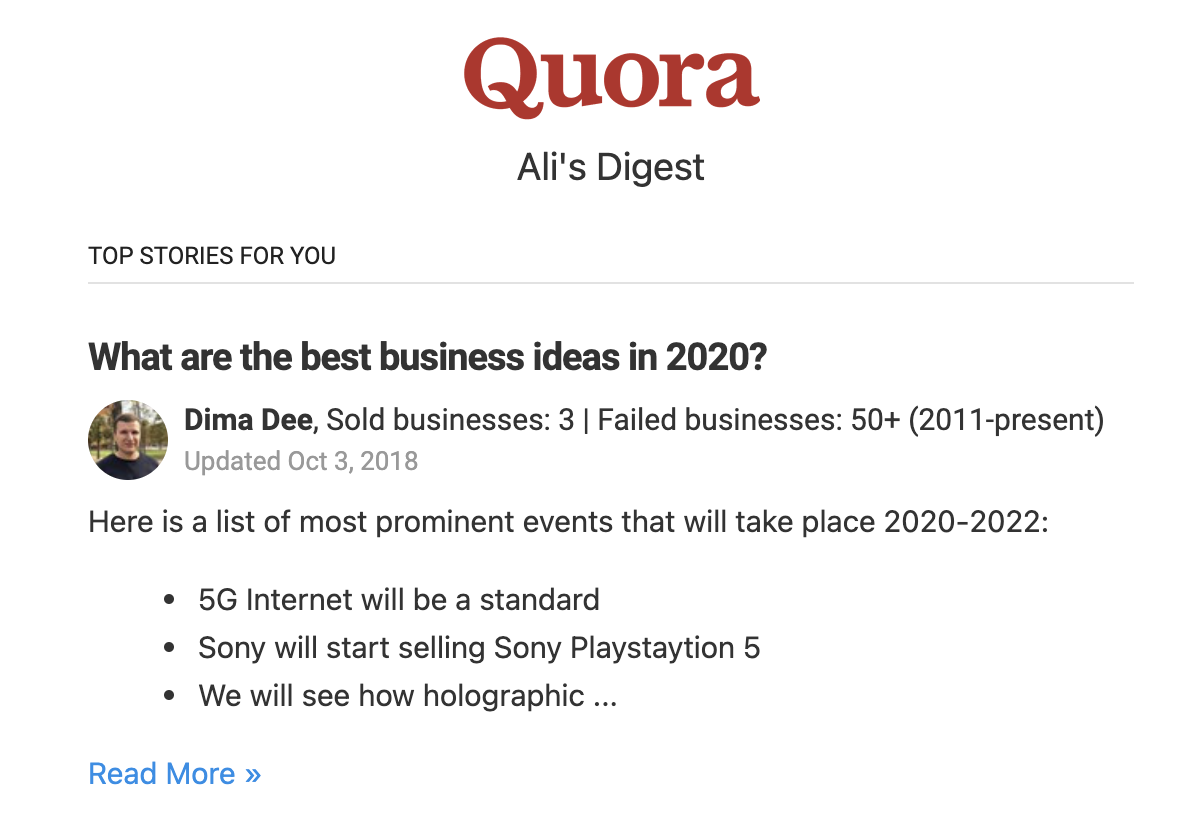 Quora
Ali's Digest
TOP STORIES FOR YOU
What are the best business ideas in 2020?
Dima Dee, Sold businesses: 3 | Failed businesses: 50+ (2011-present)
Updated Oct 3, 2018
Here is a list of most prominent events that will take place 2020-2022:
• 5G Internet will be a standard
• Sony will start selling Sony Playstaytion 5
• We will see how holographic ...
Read More »